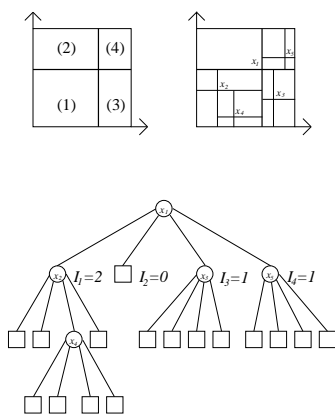 (2) (4)
(1) (3)
x₅
x₁
x₂
x₃
x₄
x₁
x₂ I₁=2 I₂=0 x₃ I₃=1 x₅ I₄=1
x₄